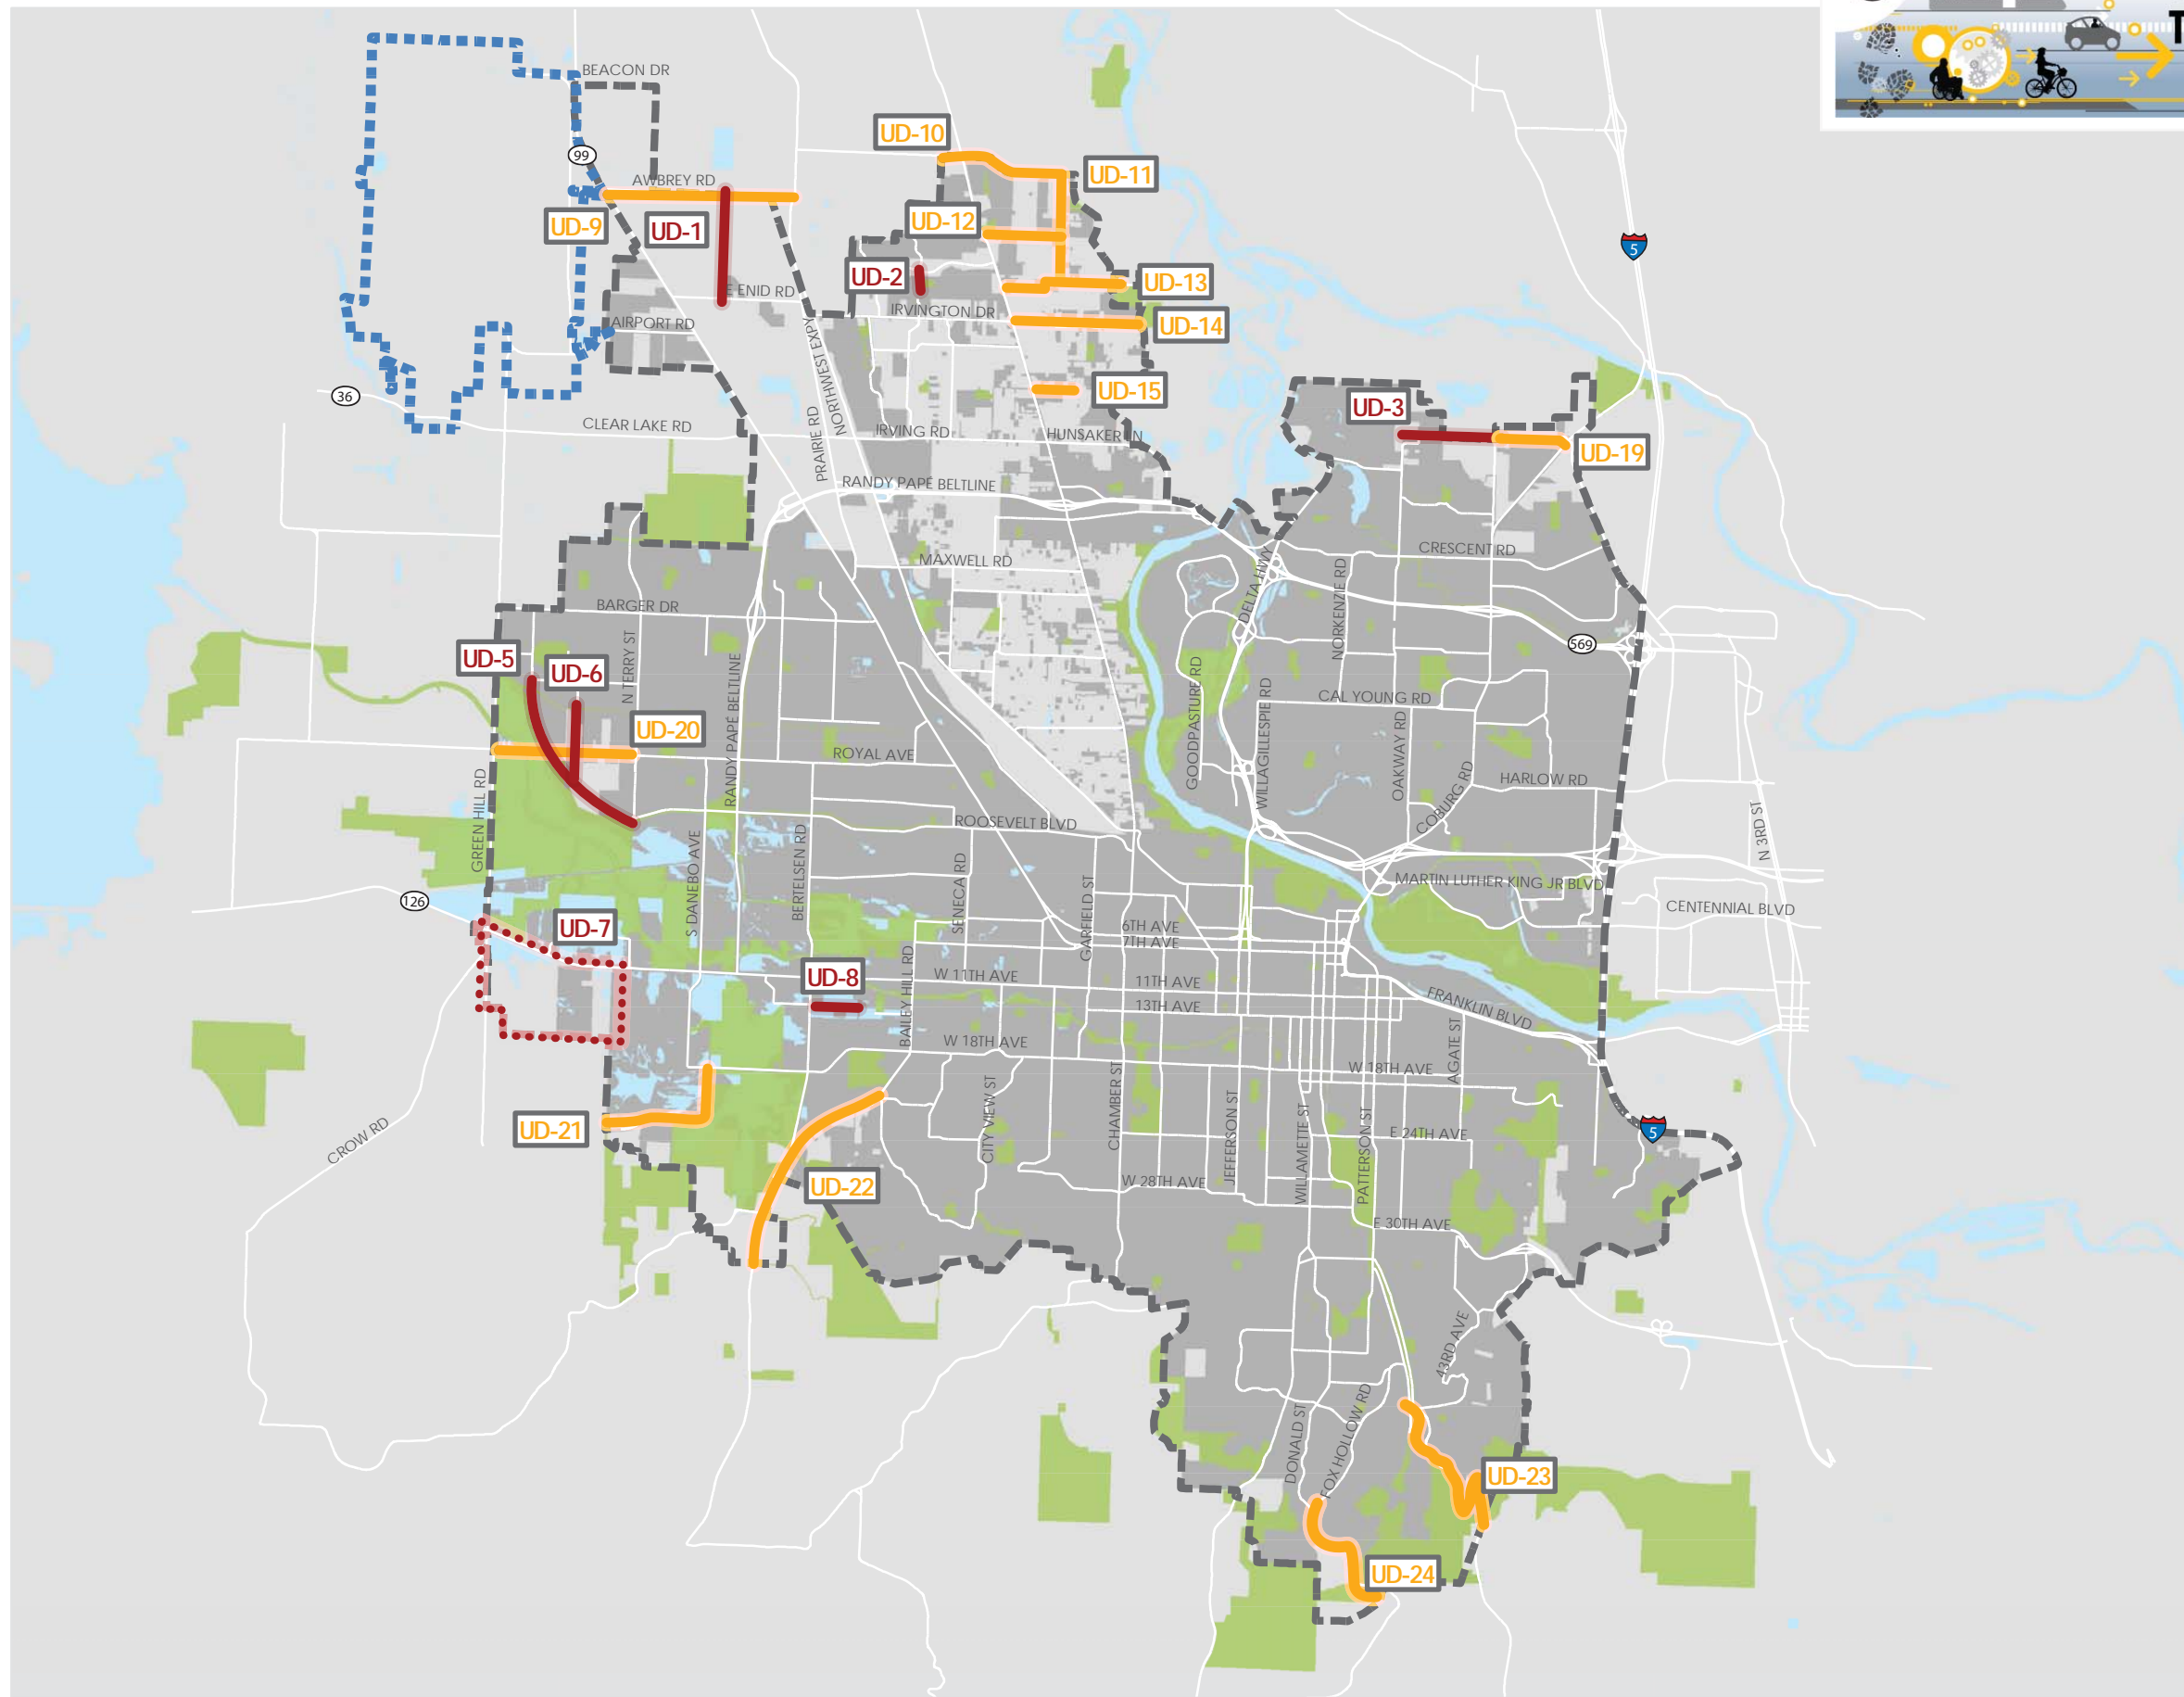 T
BEACON DR
UD-10
99
UD-11
AWBREY RD
UD-12
UD-9
UD-1
5
UD-2
UD-13
E ENID RD
IRVINGTON DR
AIRPORT RD
UD-14
NORTHWEST EXPY
UD-15
36
UD-3
CLEAR LAKE RD
PRAIRIE RD
IRVING RD
HUNSAKER LN
UD-19
RANDY PAPE BELTLINE
CRESCENT RD
MAXWELL RD
DELTA HWY
NORKENZIE RD
BARGER DR
569
UD-5
UD-6
N TERRY ST
RANDY PAPE BELTLINE
GOODPASTURE RD
WILLAGILLESPIE RD
CAL YOUNG RD
UD-20
OAKWAY RD
ROYAL AVE
COBURG RD
HARLOW RD
GREEN HILL RD
ROOSEVELT BLVD
N 3RD ST
S DANEBO AVE
BERTELSEN RD
SENECA RD
GARFIELD ST
MARTIN LUTHER KING JR BLVD
126
CENTENNIAL BLVD
UD-7
6TH AVE
7TH AVE
UD-8
BAILEY HILL RD
W 11TH AVE
11TH AVE
13TH AVE
FRANKLIN BLVD
W 18TH AVE
AGATE ST
W 18TH AVE
CROW RD
UD-21
CITY VIEW ST
CHAMBER ST
JEFFERSON ST
WILLAMETTE ST
PATTERSON ST
E 24TH AVE
5
UD-22
W 28TH AVE
E 30TH AVE
43RD AVE
DONALD ST
FOX HOLLOW RD
UD-23
UD-24